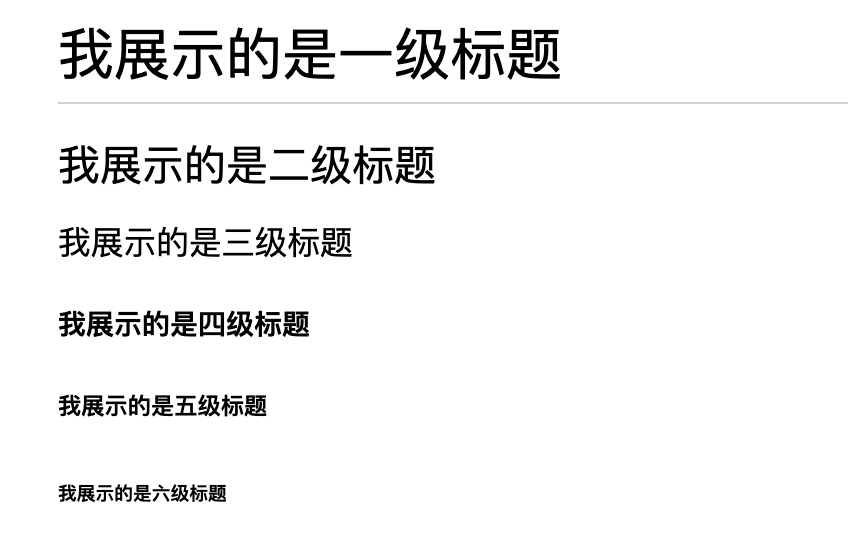 我展示的是一级标题
我展示的是二级标题
我展示的是三级标题
我展示的是四级标题
我展示的是五级标题
我展示的是六级标题